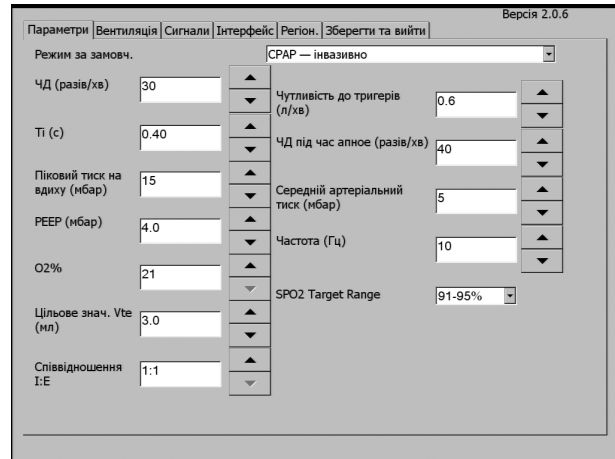 Версія 2.0.6
Параметри Вентиляція Сигнали Інтерфейс Регіон. Зберегти та вийти
Режим за замовч.
CPAP — інвазивно
ЧД (разів/хв)
30
Ti (с)
0.40
Піковий тиск на
вдиху (мбар)
15
PEEP (мбар)
4.0
O2%
21
Цільове знач. Vte
(мл)
3.0
Співвідношення
I:E
1:1
Чутливість до тригерів
(л/хв)
0.6
ЧД під час апное (разів/хв)
40
Середній артеріальний
тиск (мбар)
5
Частота (Гц)
10
SPO2 Target Range
91-95%